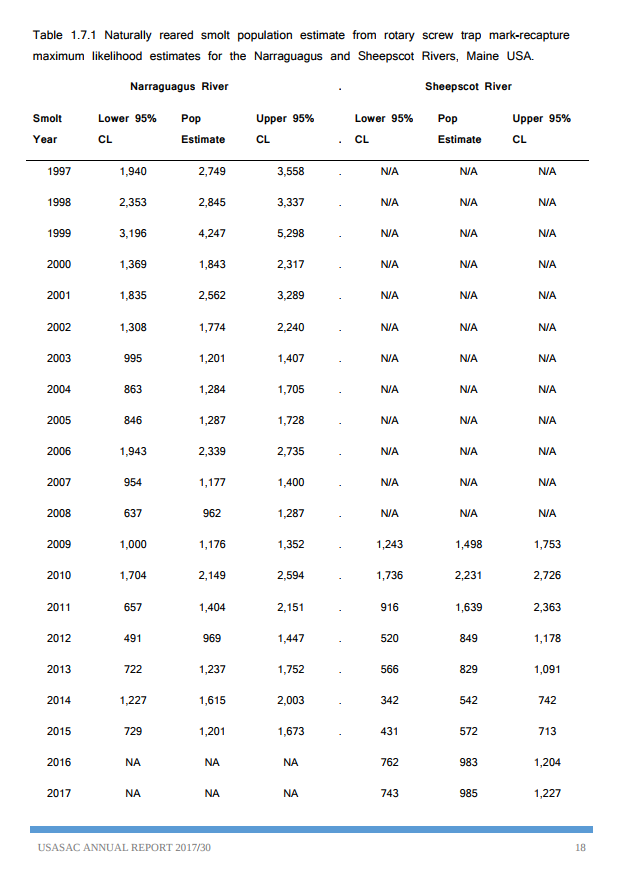 Table 1.7.1 Naturally reared smolt population estimate from rotary screw trap mark-recapture
maximum likelihood estimates for the Narraguagus and Sheepscot Rivers, Maine USA.
Narraguagus River . Sheepscot River
Smolt Lower 95% Pop Upper 95% Lower 95% Pop Upper 95%
Year CL Estimate CL . CL Estimate CL
1997 1,940 2,749 3,558 . N/A N/A N/A
1998 2,353 2,845 3,337 . N/A N/A N/A
1999 3,196 4,247 5,298 . N/A N/A N/A
2000 1,369 1,843 2,317 . N/A N/A N/A
2001 1,835 2,562 3,289 . N/A N/A N/A
2002 1,308 1,774 2,240 . N/A N/A N/A
2003 995 1,201 1,407 . N/A N/A N/A
2004 863 1,284 1,705 . N/A N/A N/A
2005 846 1,287 1,728 . N/A N/A N/A
2006 1,943 2,339 2,735 . N/A N/A N/A
2007 954 1,177 1,400 . N/A N/A N/A
2008 637 962 1,287 . N/A N/A N/A
2009 1,000 1,176 1,352 . 1,243 1,498 1,753
2010 1,704 2,149 2,594 . 1,736 2,231 2,726
2011 657 1,404 2,151 . 916 1,639 2,363
2012 491 969 1,447 . 520 849 1,178
2013 722 1,237 1,752 . 566 829 1,091
2014 1,227 1,615 2,003 . 342 542 742
2015 729 1,201 1,673 . 431 572 713
2016 NA NA NA 762 983 1,204
2017 NA NA NA 743 985 1,227
USASAC ANNUAL REPORT 2017/30 18